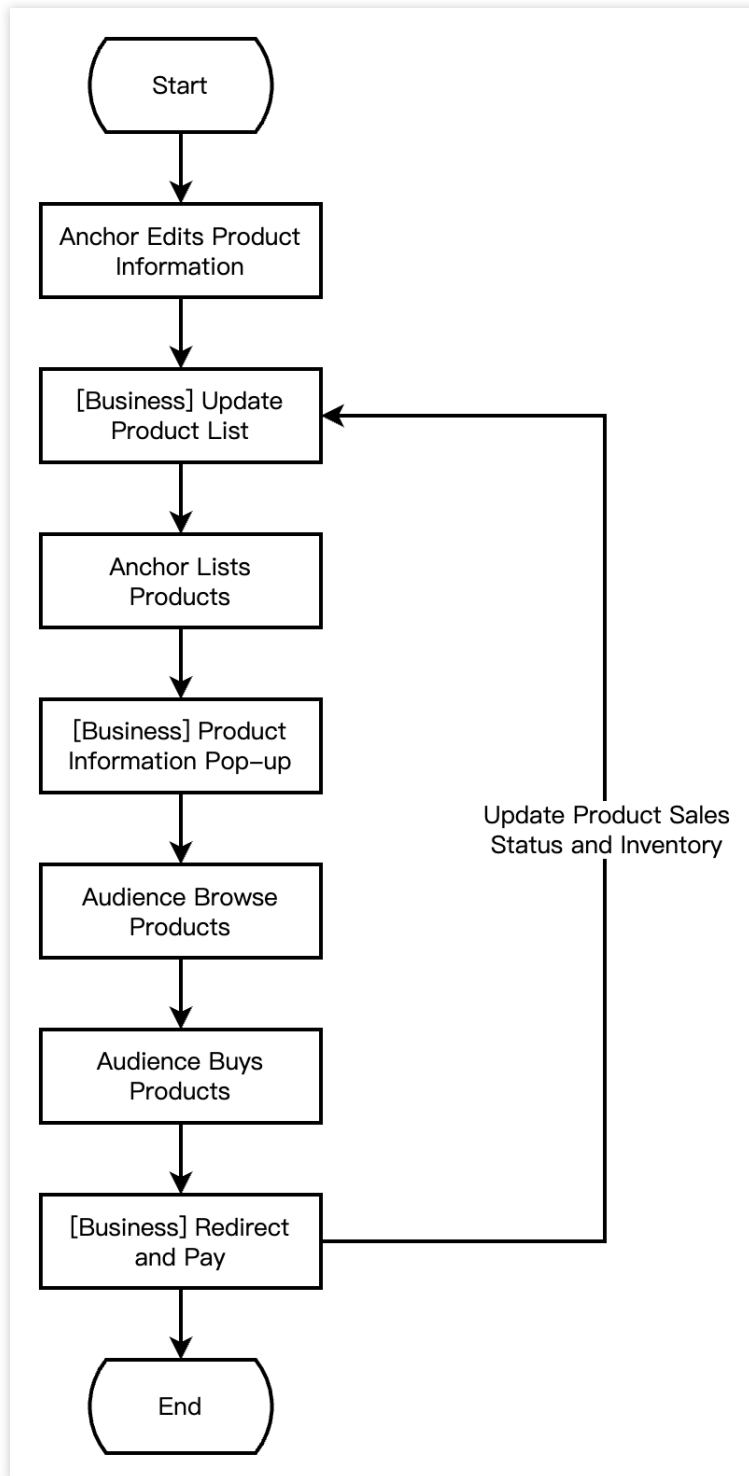 Start
Anchor Edits Product
Information
[Business] Update
Product List
Anchor Lists
Products
[Business] Product
Information Pop-up
Update Product Sales
Status and Inventory
Audience Browse
Products
Audience Buys
Products
[Business] Redirect
and Pay
End